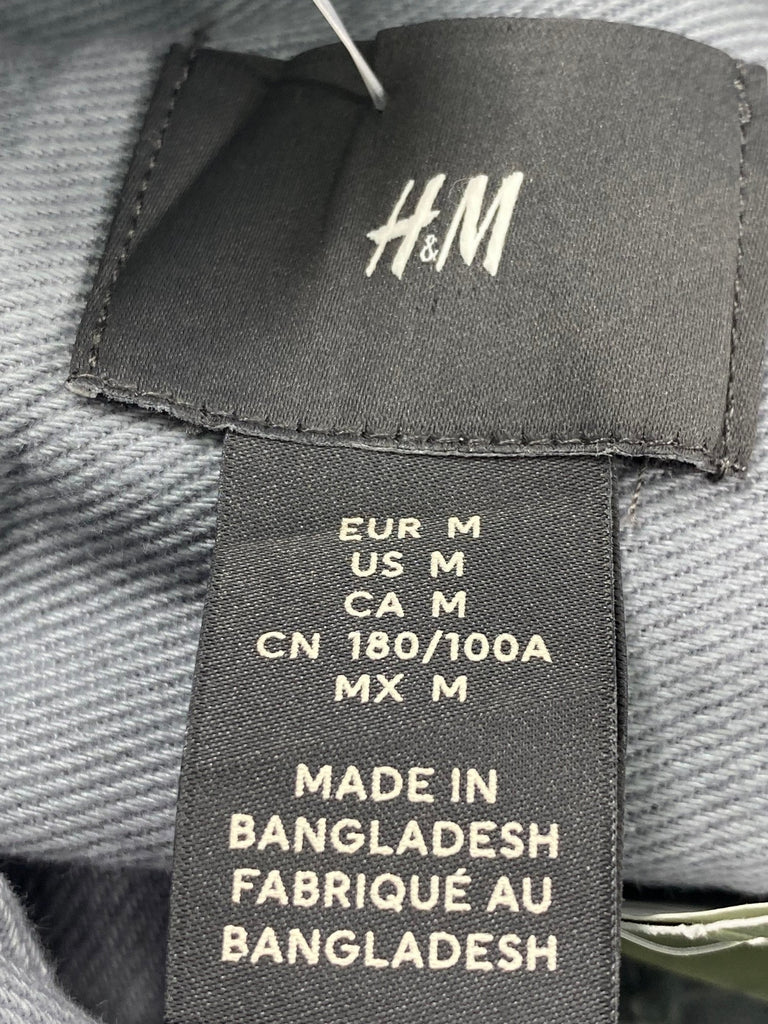 H&M
EUR M
US M
CA M
CN 180/100A
MX M
MADE IN
BANGLADESH
FABRIQUÉ AU
BANGLADESH